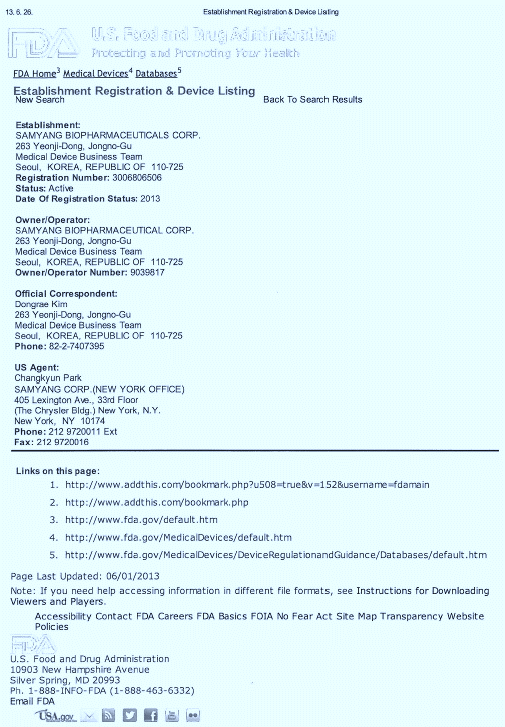 13. 6. 26. Establishment Registration & Device Listing
FDA U.S. Food and Drug Administration
Protecting and Promoting Your Health
FDA Home3 Medical Devices4 Databases5
Establishment Registration & Device Listing
New Search Back To Search Results
Establishment:
SAMYANG BIOPHARMACEUTICALS CORP.
263 Yeonji-Dong, Jongno-Gu
Medical Device Business Team
Seoul, KOREA, REPUBLIC OF 110-725
Registration Number: 3006806506
Status: Active
Date Of Registration Status: 2013
Owner/Operator:
SAMYANG BIOPHARMACEUTICAL CORP.
263 Yeonji-Dong, Jongno-Gu
Medical Device Business Team
Seoul, KOREA, REPUBLIC OF 110-725
Owner/Operator Number: 9039817
Official Correspondent:
Dongrae Kim
263 Yeonji-Dong, Jongno-Gu
Medical Device Business Team
Seoul, KOREA, REPUBLIC OF 110-725
Phone: 82-2-7407395
US Agent:
Changkyun Park
SAMYANG CORP.(NEW YORK OFFICE)
405 Lexington Ave., 33rd Floor
(The Chrysler Bldg.) New York, N.Y.
New York, NY 10174
Phone: 212 9720011 Ext
Fax: 212 9720016
Links on this page:
1. http://www.addthis.com/bookmark.php?u508=true&v=152&username=fdamain
2. http://www.addthis.com/bookmark.php
3. http://www.fda.gov/default.htm
4. http://www.fda.gov/MedicalDevices/default.htm
5. http://www.fda.gov/MedicalDevices/DeviceRegulationandGuidance/Databases/default.htm
Page Last Updated: 06/01/2013
Note: If you need help accessing information in different file formats, see Instructions for Downloading
Viewers and Players.
Accessibility Contact FDA Careers FDA Basics FOIA No Fear Act Site Map Transparency Website
Policies
FDA
U.S. Food and Drug Administration
10903 New Hampshire Avenue
Silver Spring, MD 20993
Ph. 1-888-INFO-FDA (1-888-463-6332)
Email FDA
USA.gov